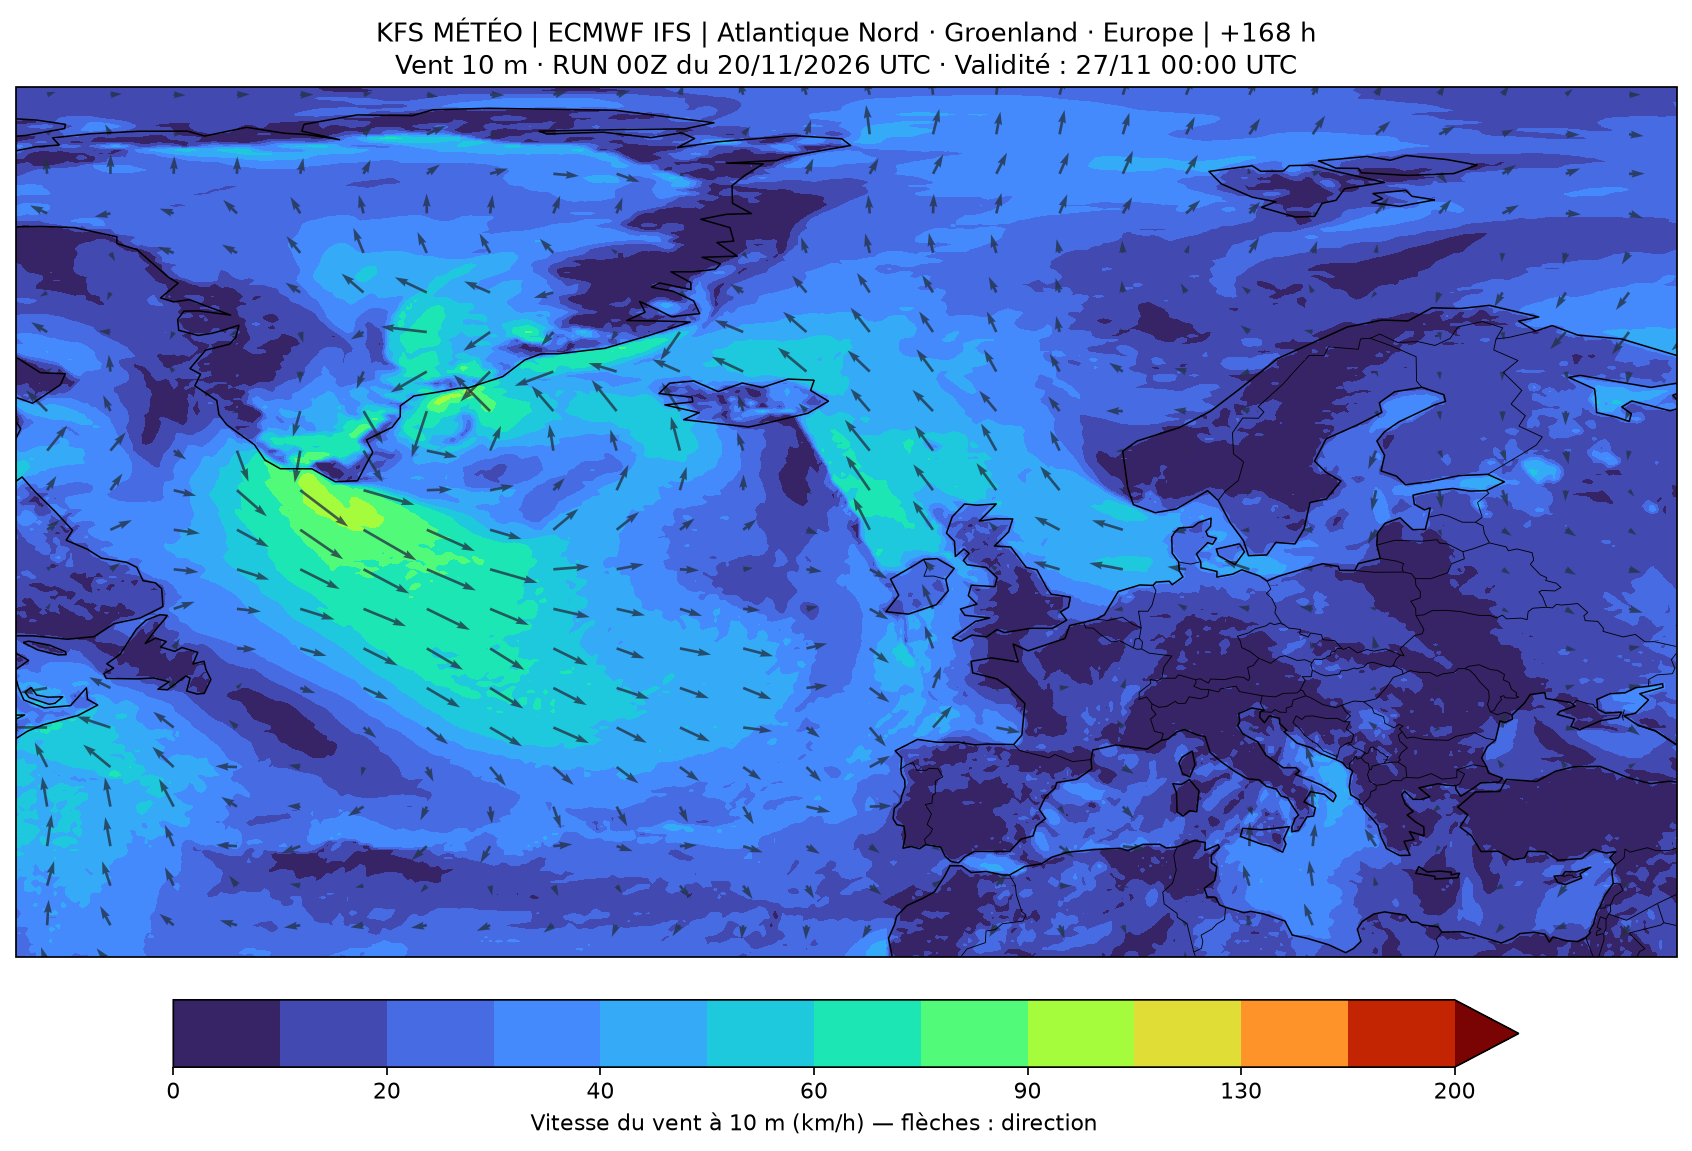 KFS MÉTÉO | ECMWF IFS | Atlantique Nord · Groenland · Europe | +168 h
Vent 10 m · RUN 00Z du 20/11/2026 UTC · Validité : 27/11 00:00 UTC
0 20 40 60 90 130 200
Vitesse du vent à 10 m (km/h) — flèches : direction